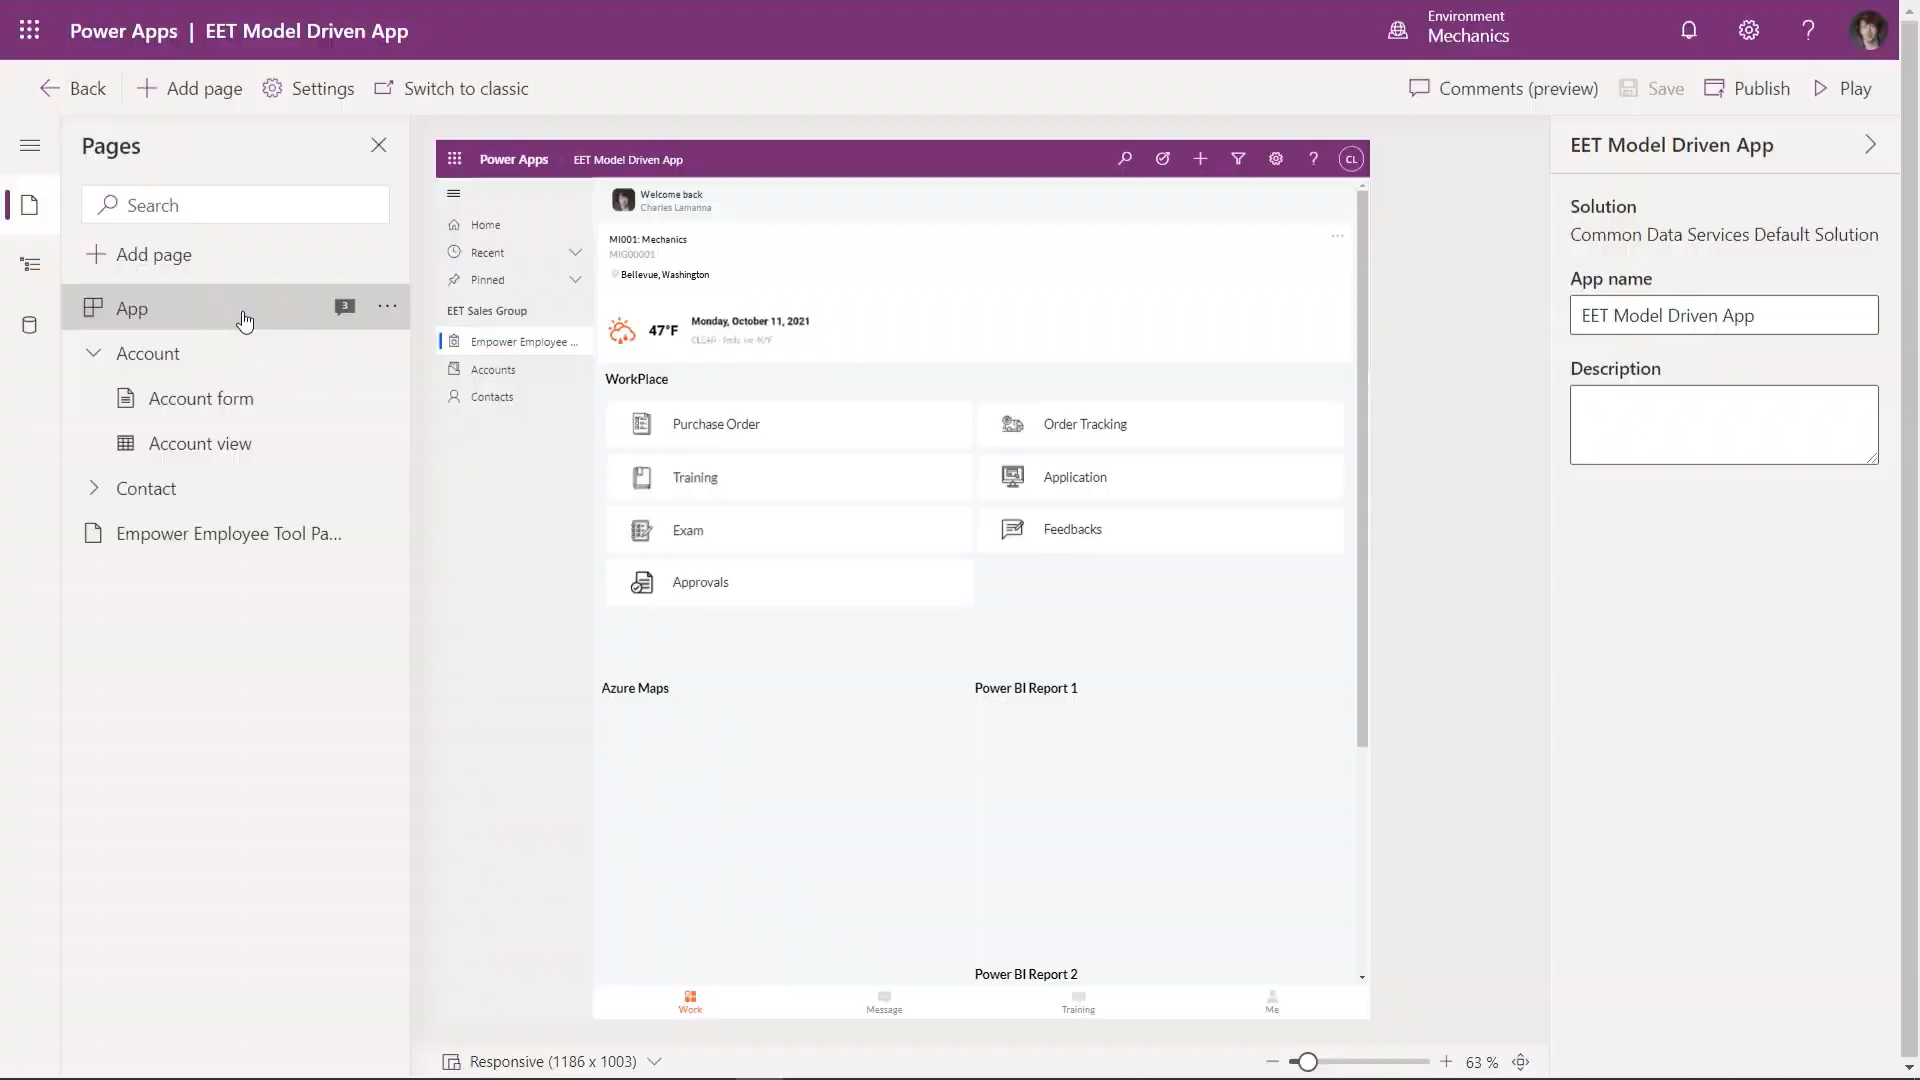 Power Apps | EET Model Driven App
Environment
Mechanics
Back
Add page
Settings
Switch to classic
Comments (preview)
Save
Publish
Play
Pages
Search
Add page
App
3
Account
Account form
Account view
Contact
Empower Employee Tool Pa...
Power Apps
EET Model Driven App
CL
Home
Recent
Pinned
EET Sales Group
Empower Employee ...
Accounts
Contacts
Welcome back
Charles Lamanna
MI001: Mechanics
MIG00001
Bellevue, Washington
47°F
Monday, October 11, 2021
CLEAR - feels like 46°F
WorkPlace
Purchase Order
Order Tracking
Training
Application
Exam
Feedbacks
Approvals
Azure Maps
Power BI Report 1
Power BI Report 2
Work
Message
Training
Me
Responsive (1186 x 1003)
63 %
EET Model Driven App
Solution
Common Data Services Default Solution
App name
EET Model Driven App
Description